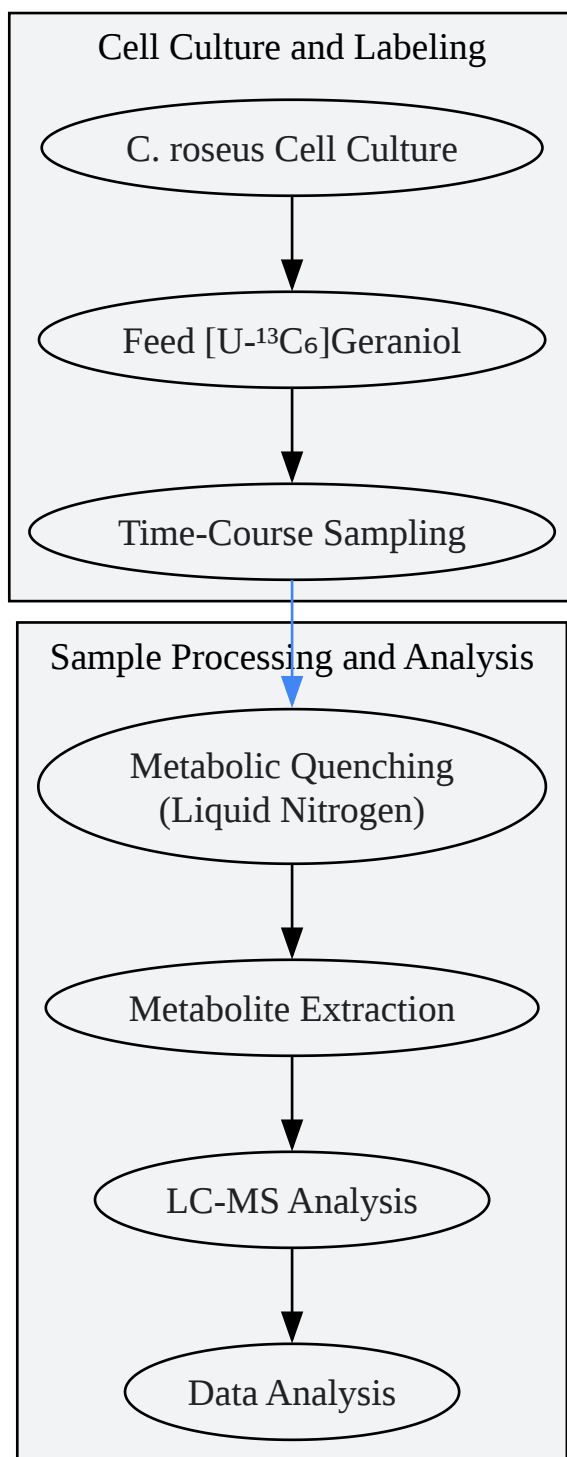 Cell Culture and Labeling
C. roseus Cell Culture
Feed [U-¹³C₆]Geraniol
Time-Course Sampling
Sample Processing and Analysis
Metabolic Quenching
(Liquid Nitrogen)
Metabolite Extraction
LC-MS Analysis
Data Analysis